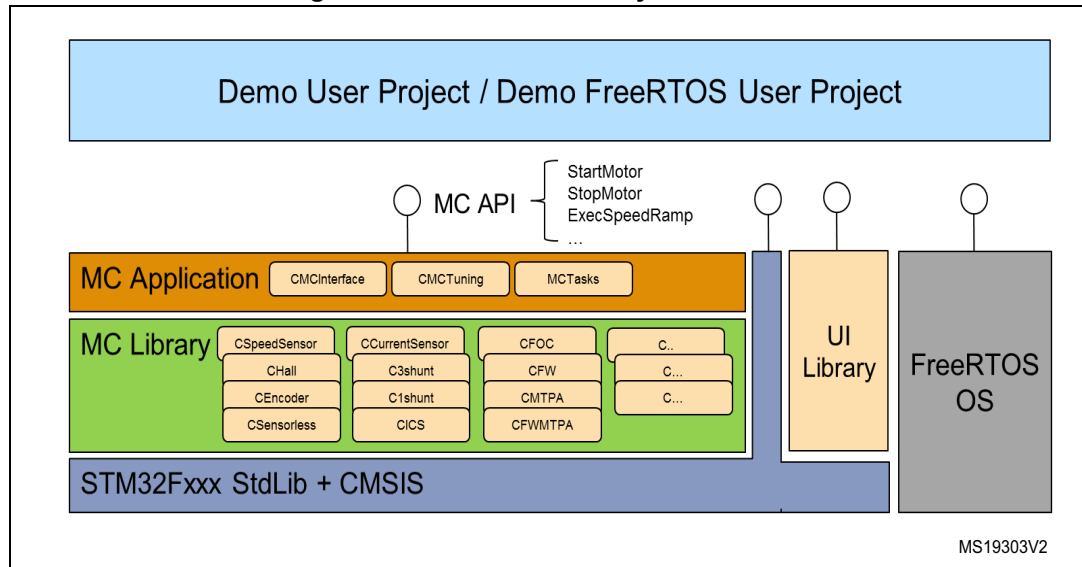 Demo User Project / Demo FreeRTOS User Project
MC API
StartMotor
StopMotor
ExecSpeedRamp
...
MC Application
CMCInterface
CMCTuning
MCTasks
MC Library
CSpeedSensor
CHall
CEncoder
CSensorless
CCurrentSensor
C3shunt
C1shunt
CICS
CFOC
CFW
CMTPA
CFWMTPA
C..
C...
C...
UI
Library
FreeRTOS
OS
STM32Fxxx StdLib + CMSIS
MS19303V2